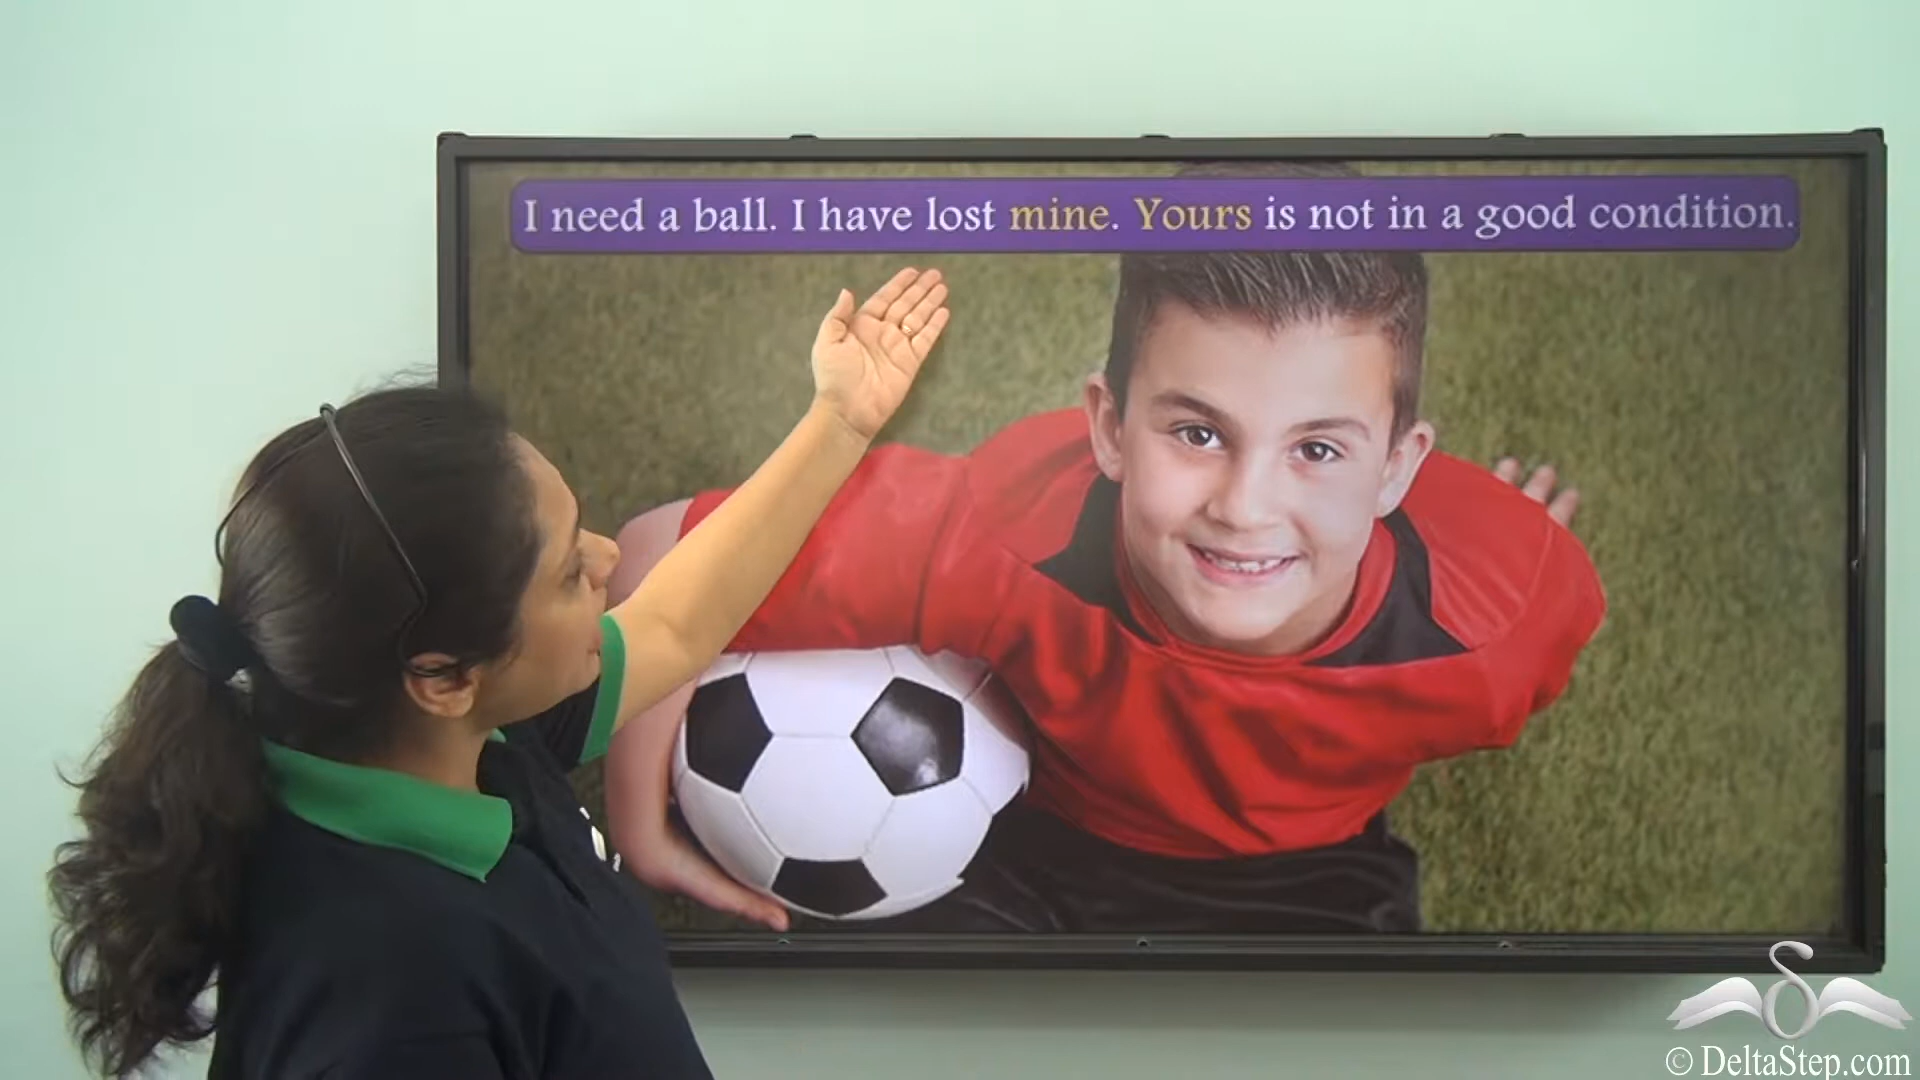 I need a ball. I have lost mine. Yours is not in a good condition.
© DeltaStep.com